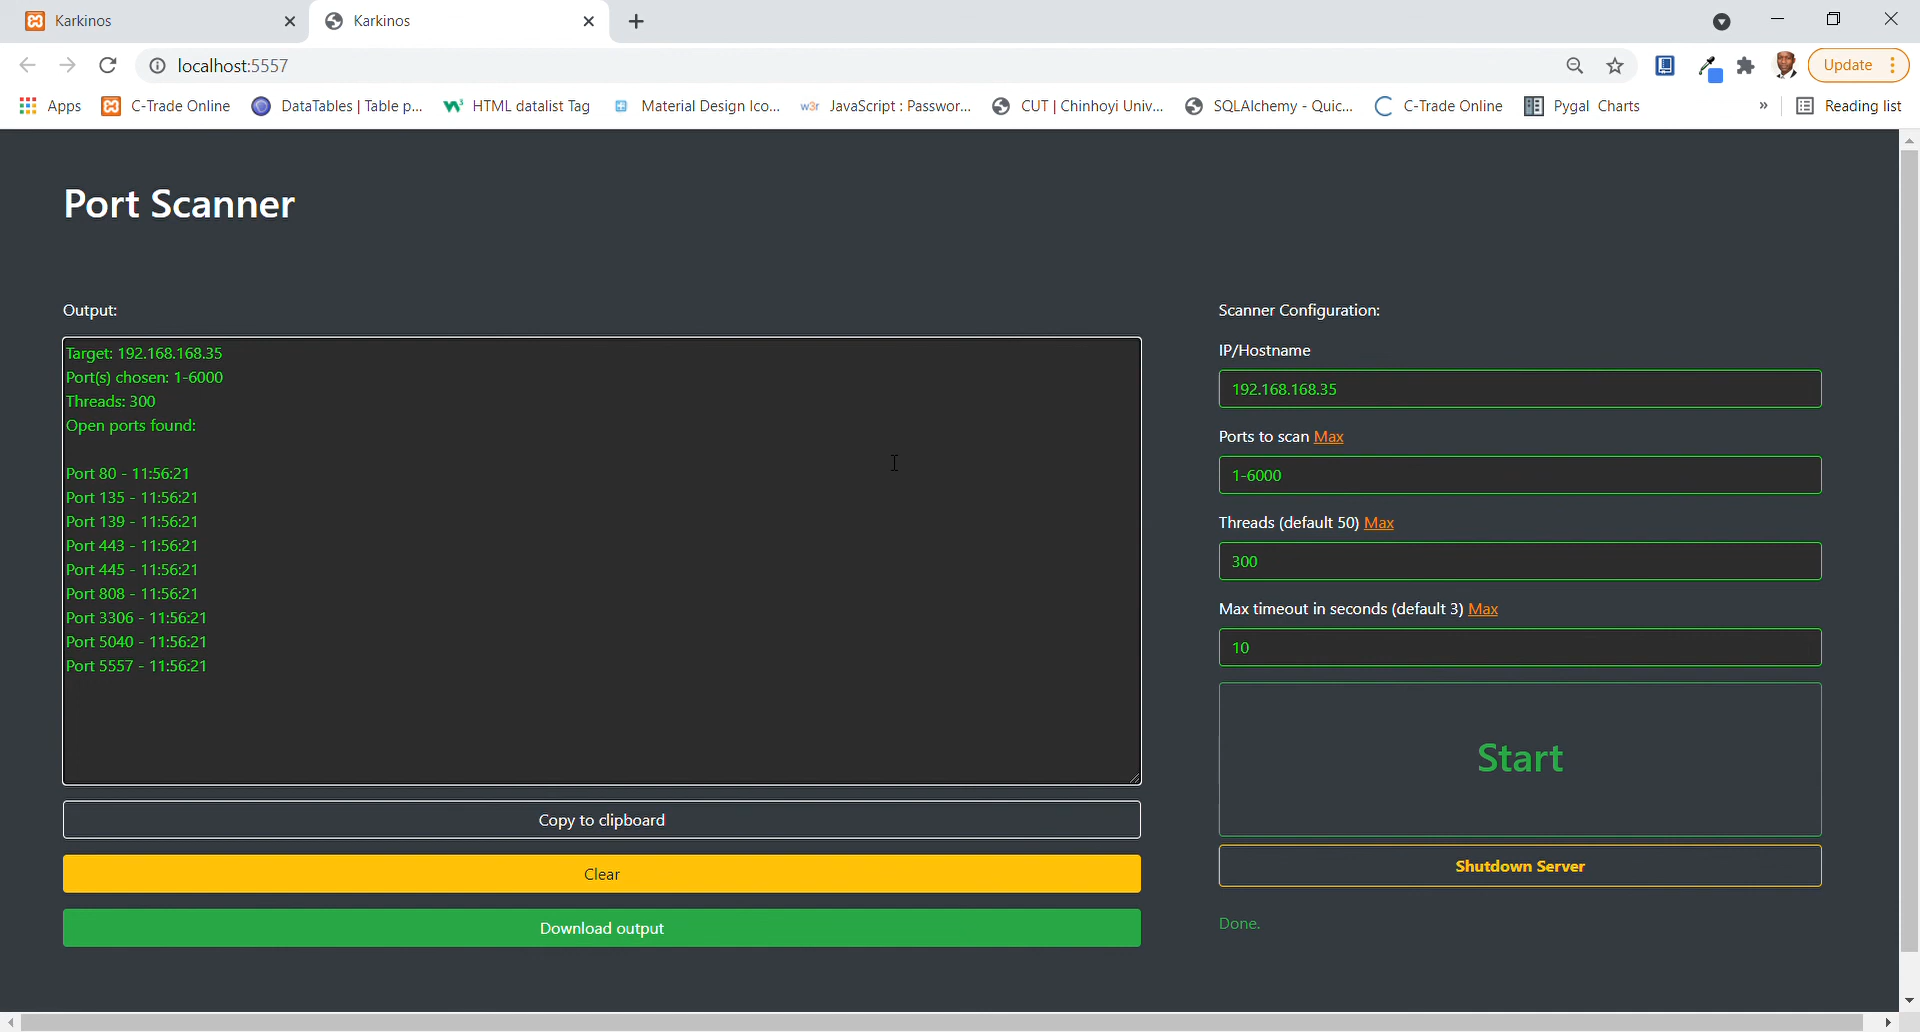 Karkinos
Karkinos
localhost:5557
Update
Apps
C-Trade Online
DataTables | Table p...
HTML datalist Tag
Material Design Ico...
JavaScript : Passwor...
CUT | Chinhoyi Univ...
SQLAlchemy - Quic...
C-Trade Online
Pygal Charts
»
Reading list
Port Scanner
Output:
Target: 192.168.168.35
Port(s) chosen: 1-6000
Threads: 300
Open ports found:
Port 80 - 11:56:21
Port 135 - 11:56:21
Port 139 - 11:56:21
Port 443 - 11:56:21
Port 445 - 11:56:21
Port 808 - 11:56:21
Port 3306 - 11:56:21
Port 5040 - 11:56:21
Port 5557 - 11:56:21
Copy to clipboard
Clear
Download output
Scanner Configuration:
IP/Hostname
192.168.168.35
Ports to scan Max
1-6000
Threads (default 50) Max
300
Max timeout in seconds (default 3) Max
10
Start
Shutdown Server
Done.